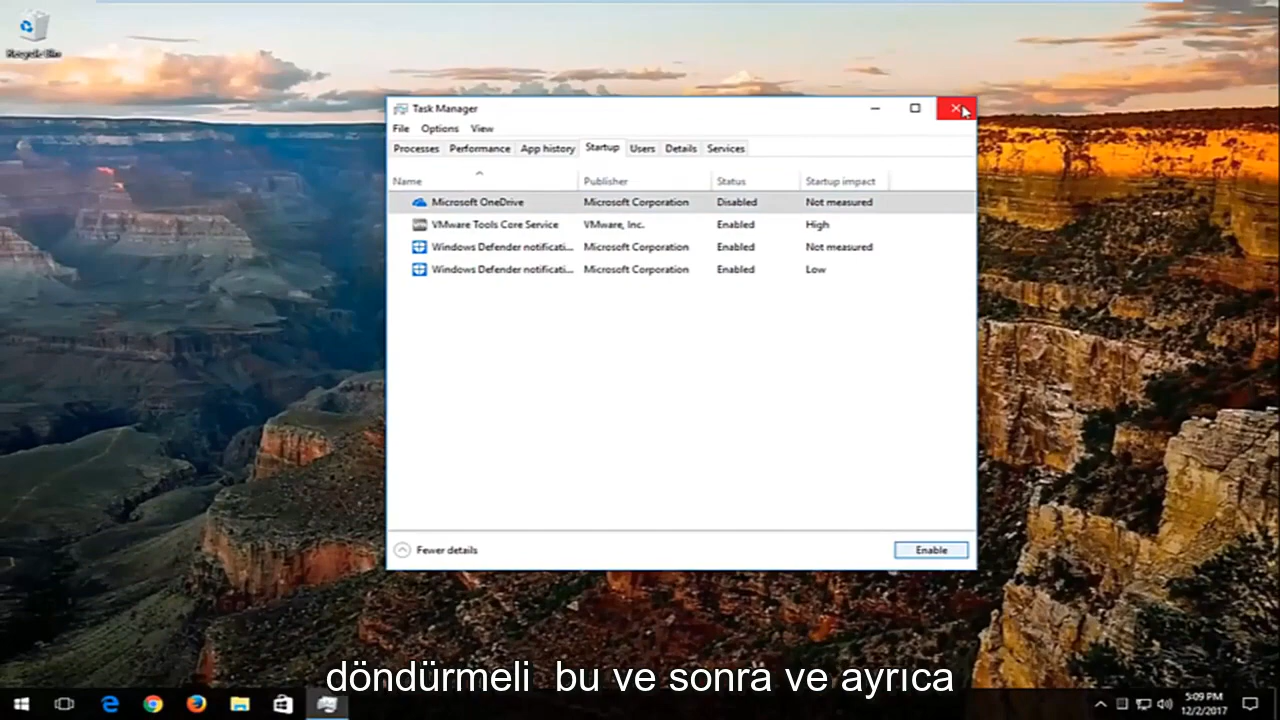 Recycle Bin
Task Manager
File Options View
Processes Performance App history Startup Users Details Services
Name Publisher Status Startup impact
Microsoft OneDrive Microsoft Corporation Disabled Not measured
VMware Tools Core Service VMware, Inc. Enabled High
Windows Defender notificati... Microsoft Corporation Enabled Not measured
Windows Defender notificati... Microsoft Corporation Enabled Low
Fewer details Enable
döndürmeli bu ve sonra ve ayrıca
5:09 PM
12/2/2017